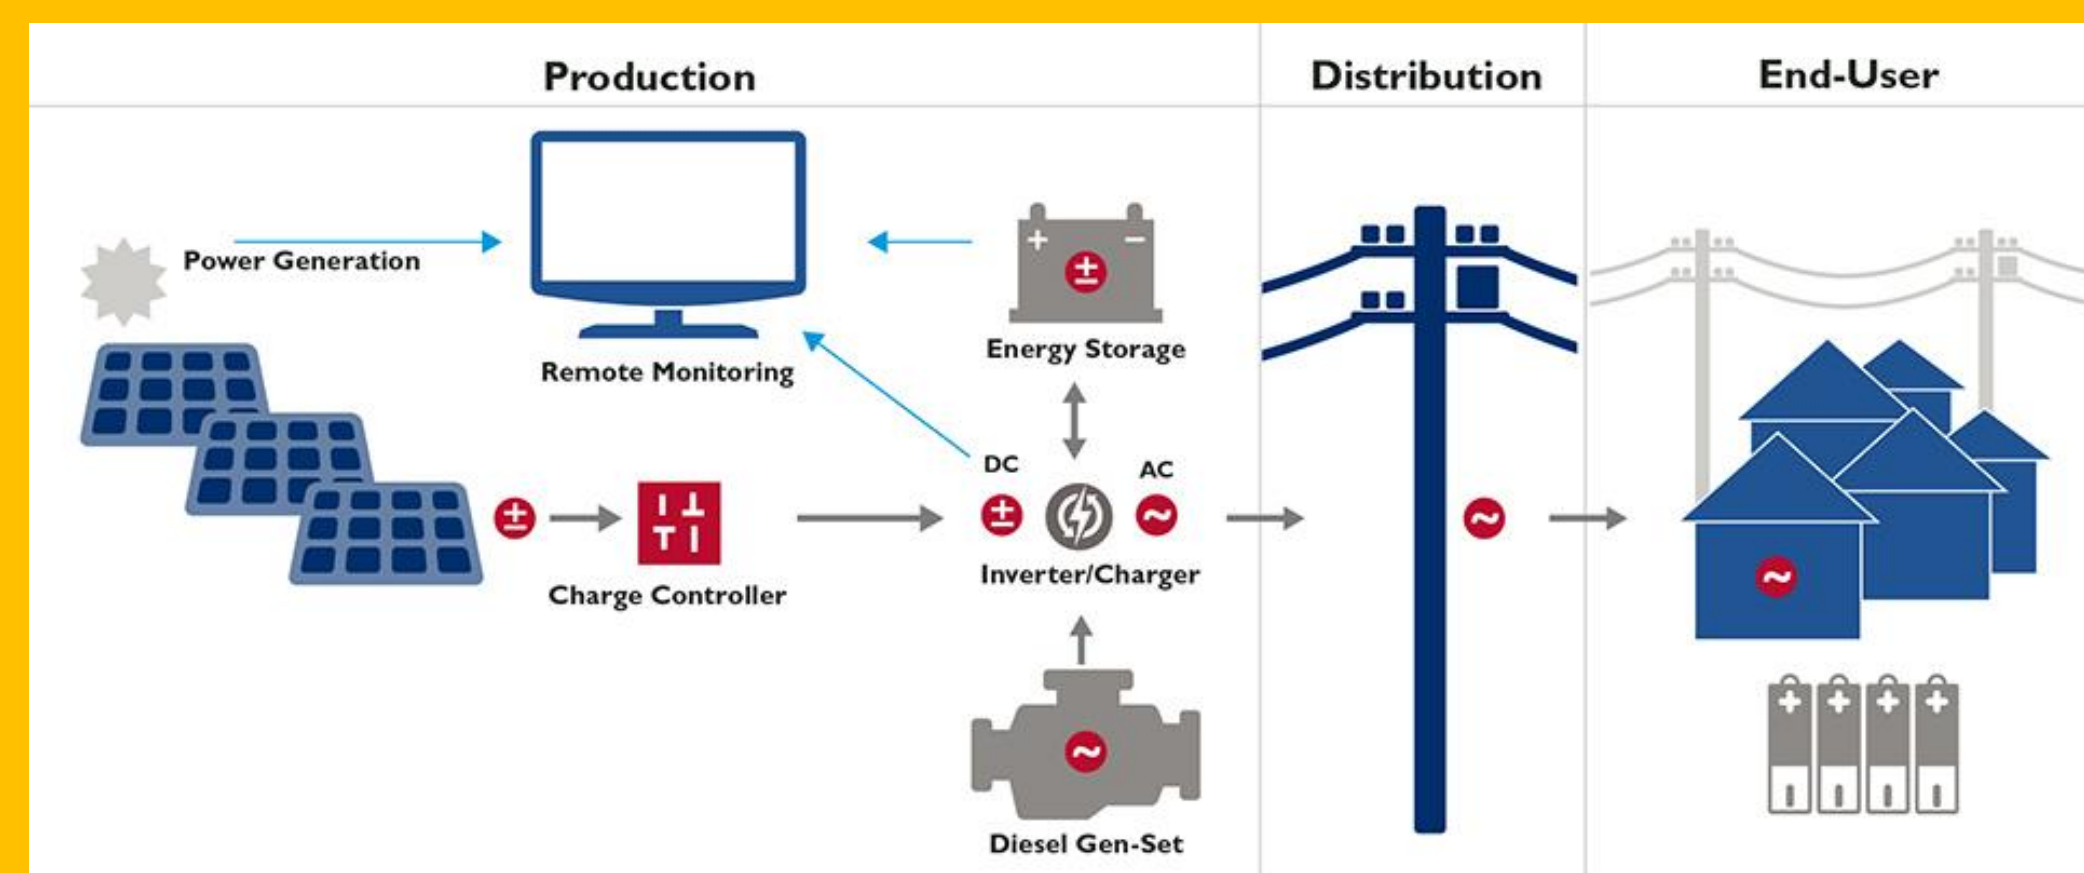 Production
Distribution
End-User
Power Generation
Remote Monitoring
Energy Storage
DC
AC
Inverter/Charger
Charge Controller
Diesel Gen-Set